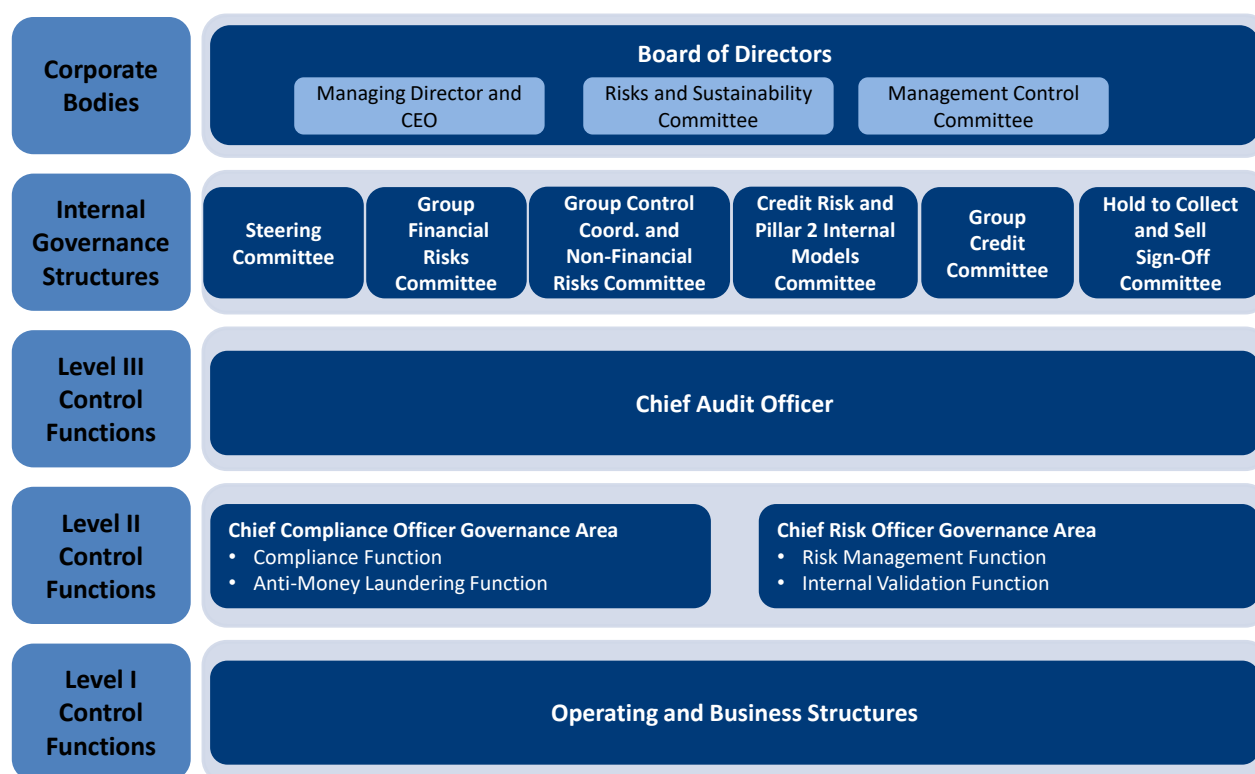 Corporate
Bodies
Board of Directors
Managing Director and
CEO
Risks and Sustainability
Committee
Management Control
Committee
Internal
Governance
Structures
Steering
Committee
Group
Financial
Risks
Committee
Group Control
Coord. and
Non-Financial
Risks Committee
Credit Risk and
Pillar 2 Internal
Models
Committee
Group
Credit
Committee
Hold to Collect
and Sell
Sign-Off
Committee
Level III
Control
Functions
Chief Audit Officer
Level II
Control
Functions
Chief Compliance Officer Governance Area
• Compliance Function
• Anti-Money Laundering Function
Chief Risk Officer Governance Area
• Risk Management Function
• Internal Validation Function
Level I
Control
Functions
Operating and Business Structures